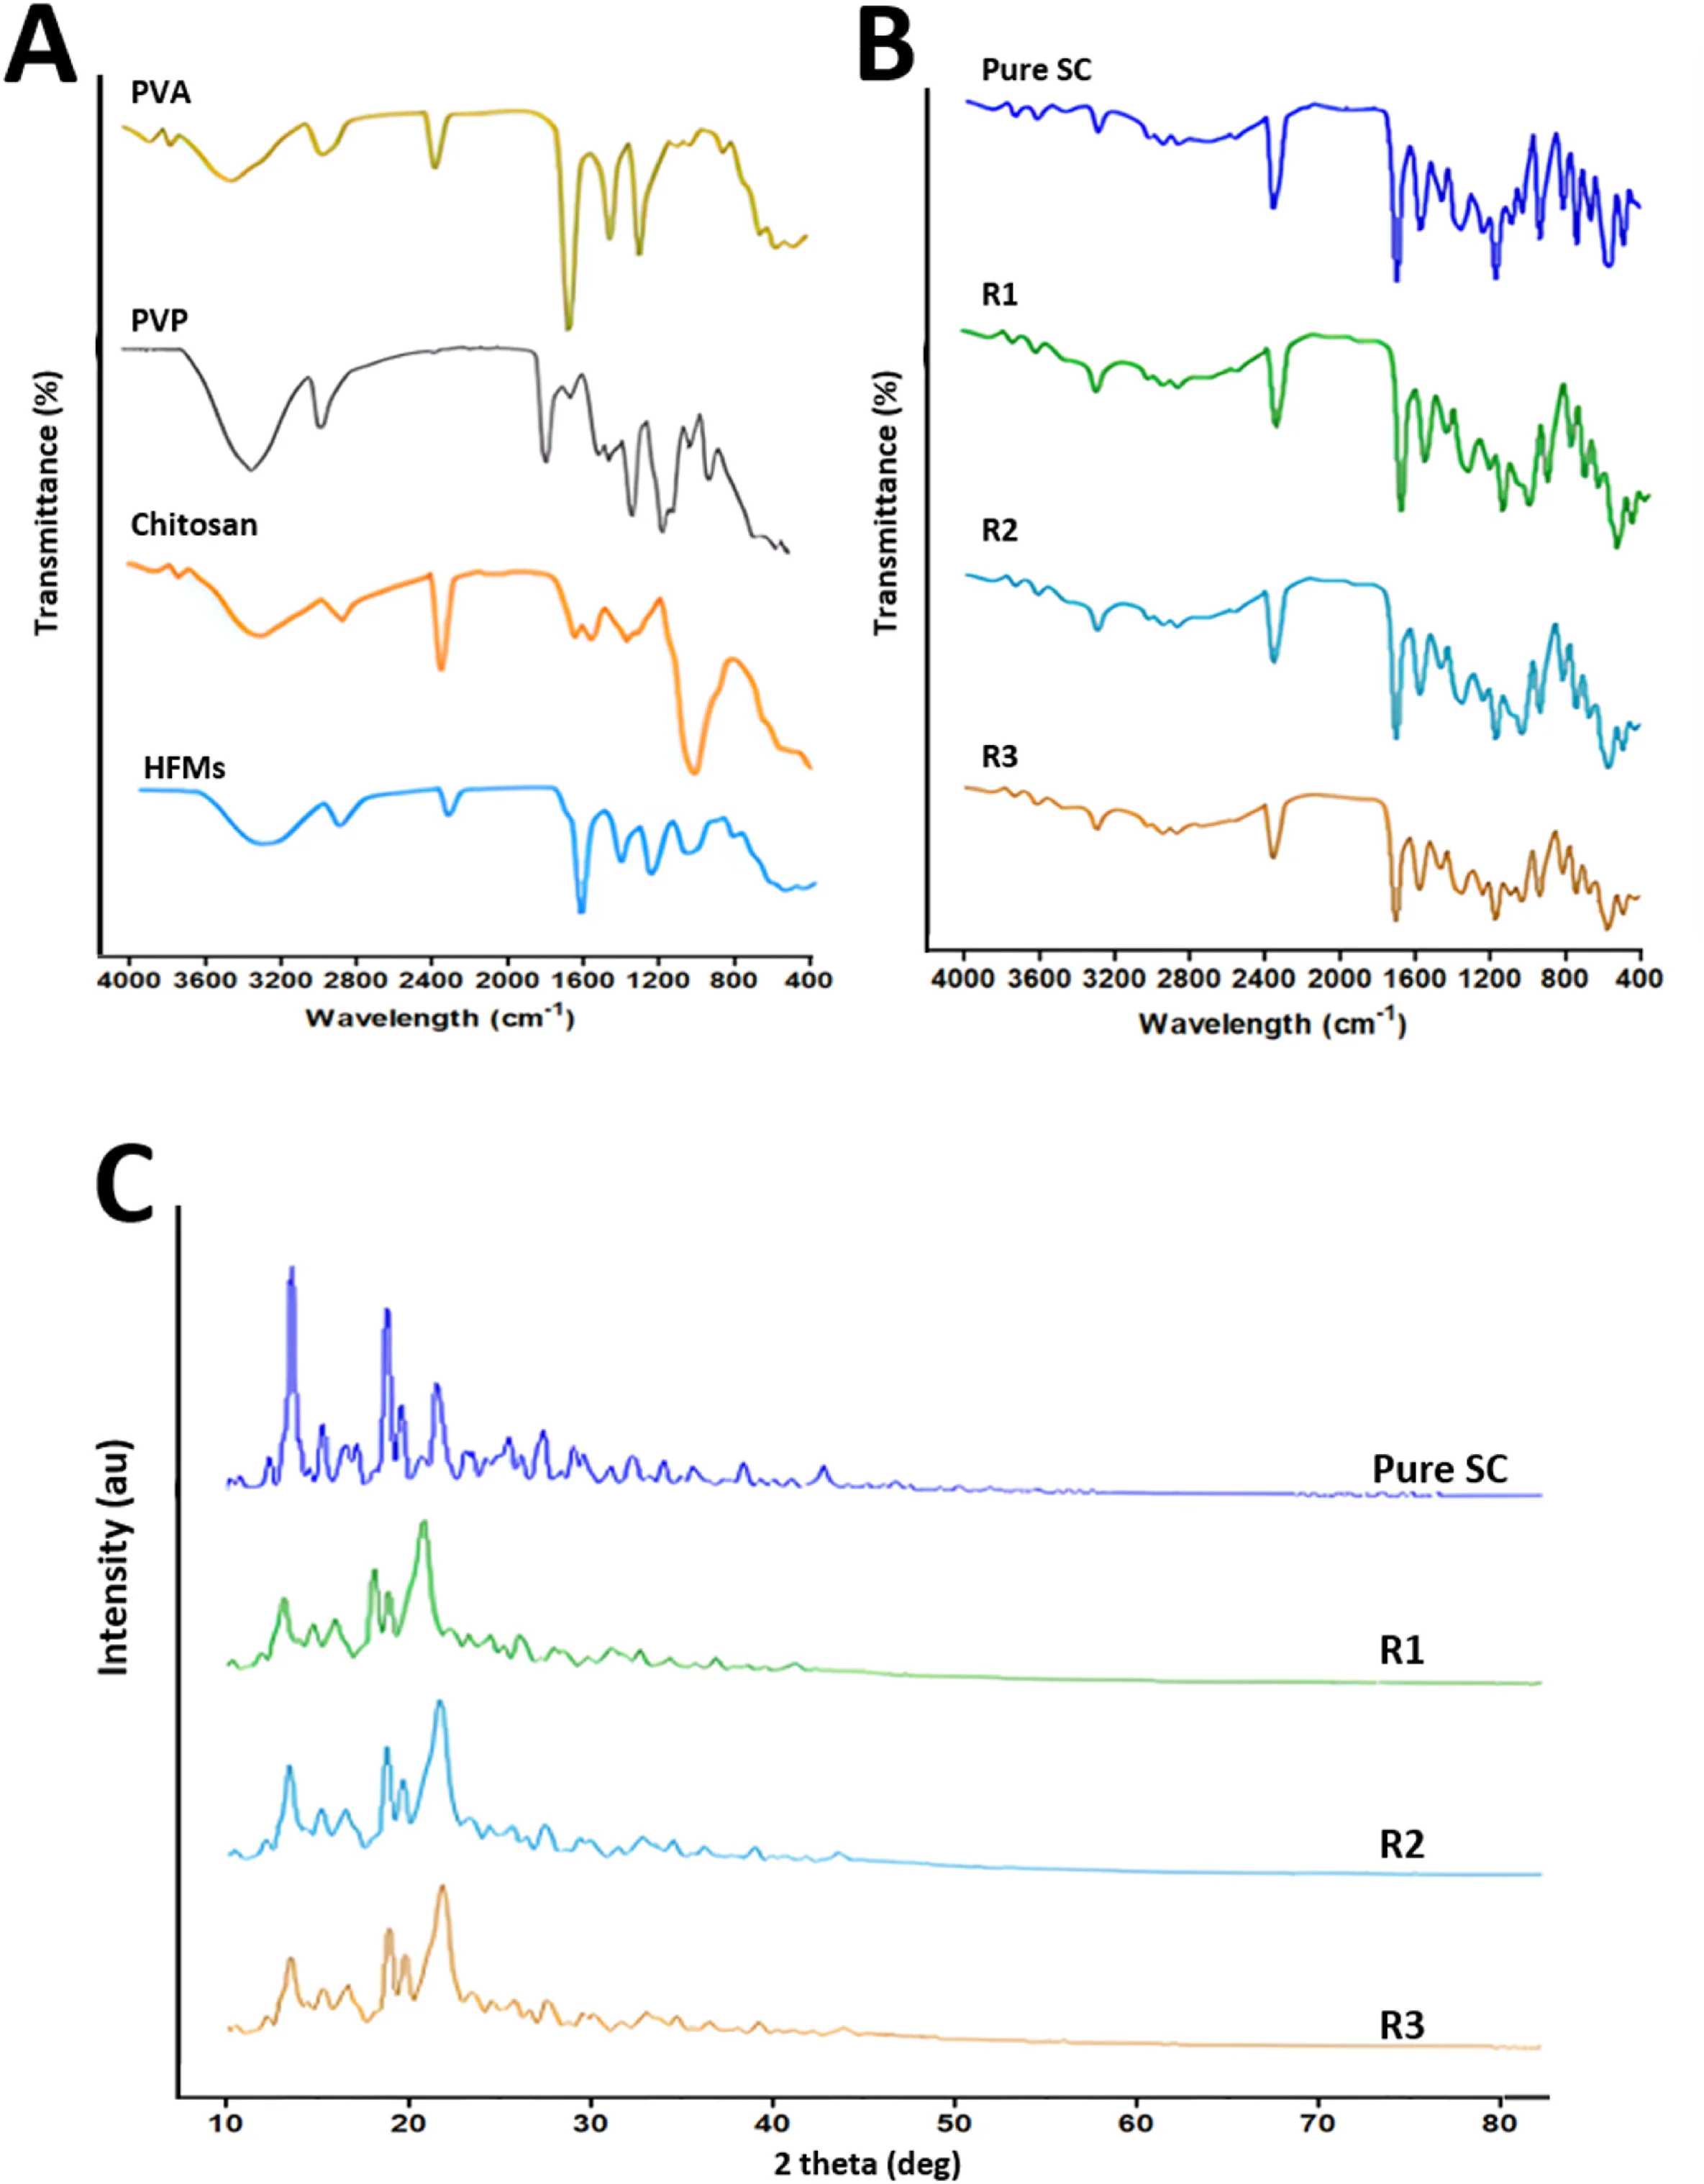 A
PVA
PVP
Chitosan
HFMs
Transmittance (%)
4000 3600 3200 2800 2400 2000 1600 1200 800 400
Wavelength (cm⁻¹)
B
Pure SC
R1
R2
R3
Transmittance (%)
4000 3600 3200 2800 2400 2000 1600 1200 800 400
Wavelength (cm⁻¹)
C
Pure SC
R1
R2
R3
Intensity (au)
10 20 30 40 50 60 70 80
2 theta (deg)